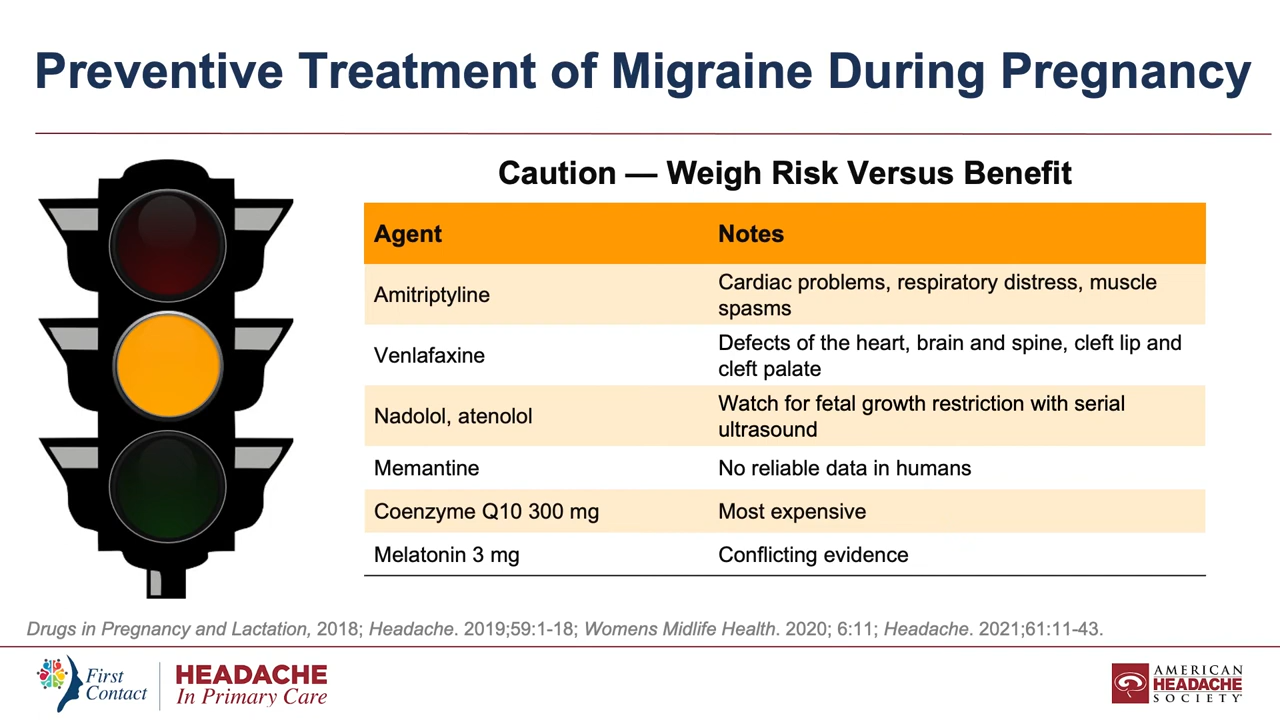 Preventive Treatment of Migraine During Pregnancy
Caution — Weigh Risk Versus Benefit
Agent Notes
Amitriptyline Cardiac problems, respiratory distress, muscle
spasms
Venlafaxine Defects of the heart, brain and spine, cleft lip and
cleft palate
Nadolol, atenolol Watch for fetal growth restriction with serial
ultrasound
Memantine No reliable data in humans
Coenzyme Q10 300 mg Most expensive
Melatonin 3 mg Conflicting evidence
Drugs in Pregnancy and Lactation, 2018; Headache. 2019;59:1-18; Womens Midlife Health. 2020; 6:11; Headache. 2021;61:11-43.
First
Contact
HEADACHE
In Primary Care
AMERICAN
HEADACHE
SOCIETY